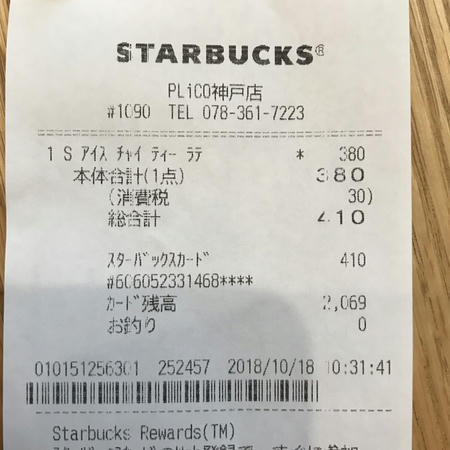 STARBUCKS®
PLiCO神戸店
#1090 TEL 078-361-7223
1 S ｱｲｽ ﾁｬｲ ﾃｨｰ ﾗﾃ * 380
本体合計(1点) 380
(消費税 30)
総合計 410
ｽﾀｰﾊﾞｯｸｽｶｰﾄﾞ 410
#606052331468****
ｶｰﾄﾞ残高 2,069
お釣り 0
010151256301 252457 2018/10/18 10:31:41
Starbucks Rewards(TM)